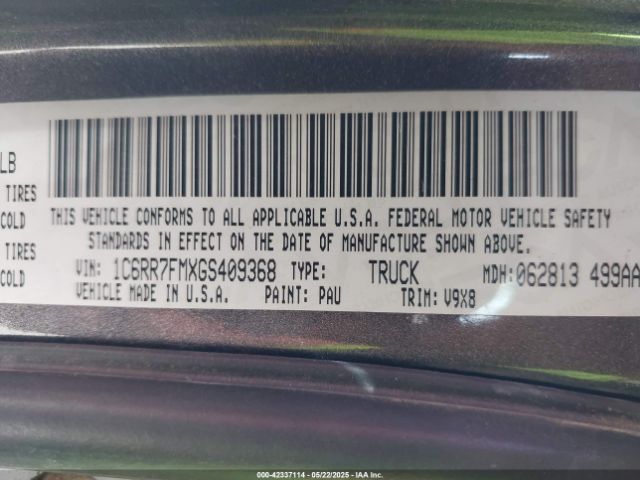 LB
TIRES
COLD
TIRES
COLD
THIS VEHICLE CONFORMS TO ALL APPLICABLE U.S.A. FEDERAL MOTOR VEHICLE SAFETY
STANDARDS IN EFFECT ON THE DATE OF MANUFACTURE SHOWN ABOVE.
VIN: 1C6RR7FMXGS409368 TYPE: TRUCK MDH:062813 499AA
VEHICLE MADE IN U.S.A. PAINT: PAU TRIM: V9X8
000-42337114 - 05/22/2025 - IAA Inc.